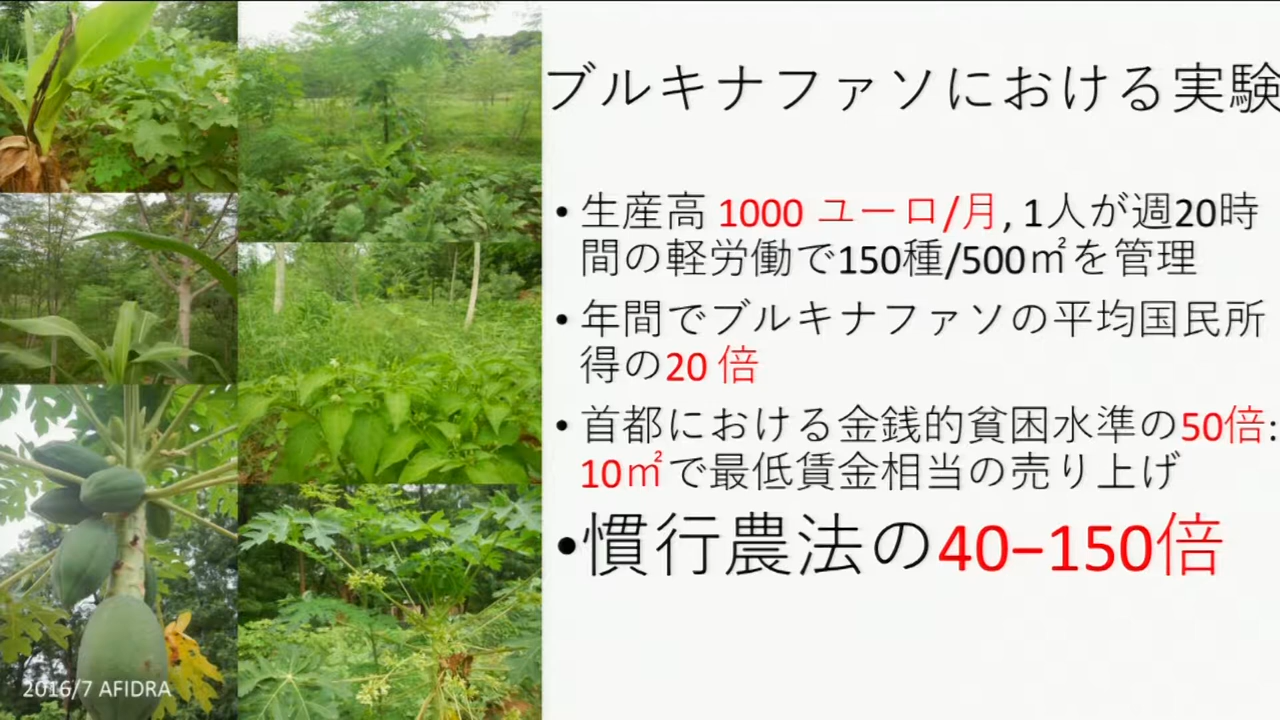 ブルキナファソにおける実験
• 生産高 1000 ユーロ/月, 1人が週20時
間の軽労働で150種/500㎡を管理
• 年間でブルキナファソの平均国民所
得の20 倍
• 首都における金銭的貧困水準の50倍:
10㎡で最低賃金相当の売り上げ
•慣行農法の40–150倍
2016/7 AFIDRA